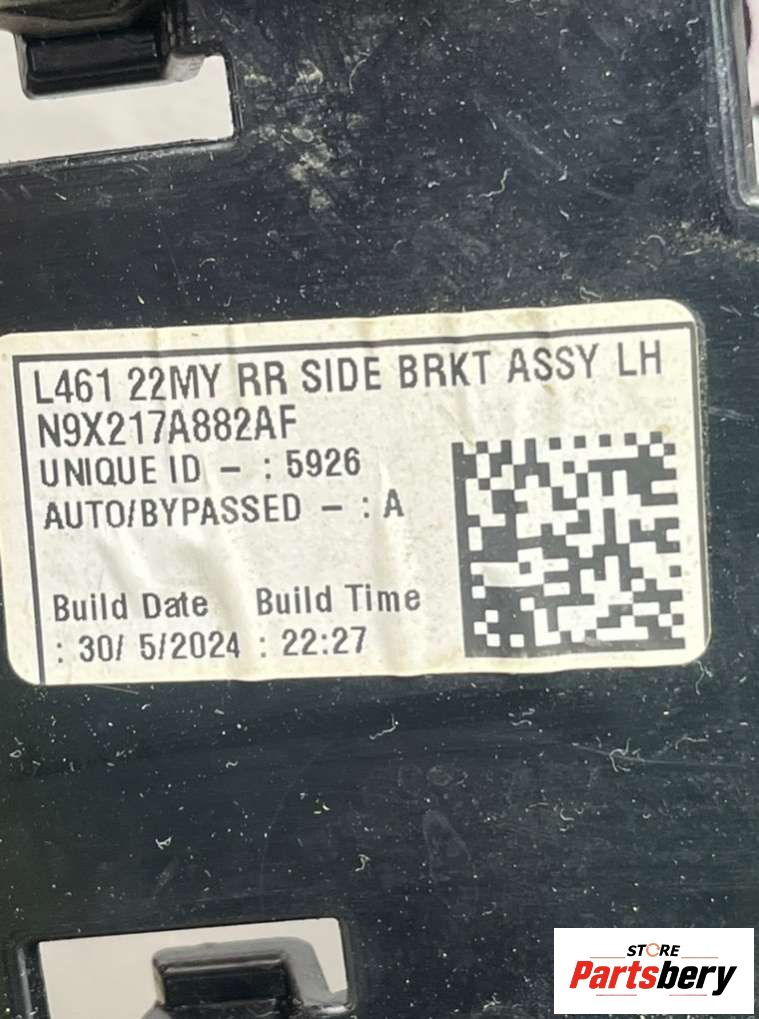 L461 22MY RR SIDE BRKT ASSY LH
N9X217A882AF
UNIQUE ID - : 5926
AUTO/BYPASSED - : A
Build Date Build Time
: 30/ 5/2024 : 22:27
STORE
Partsbery